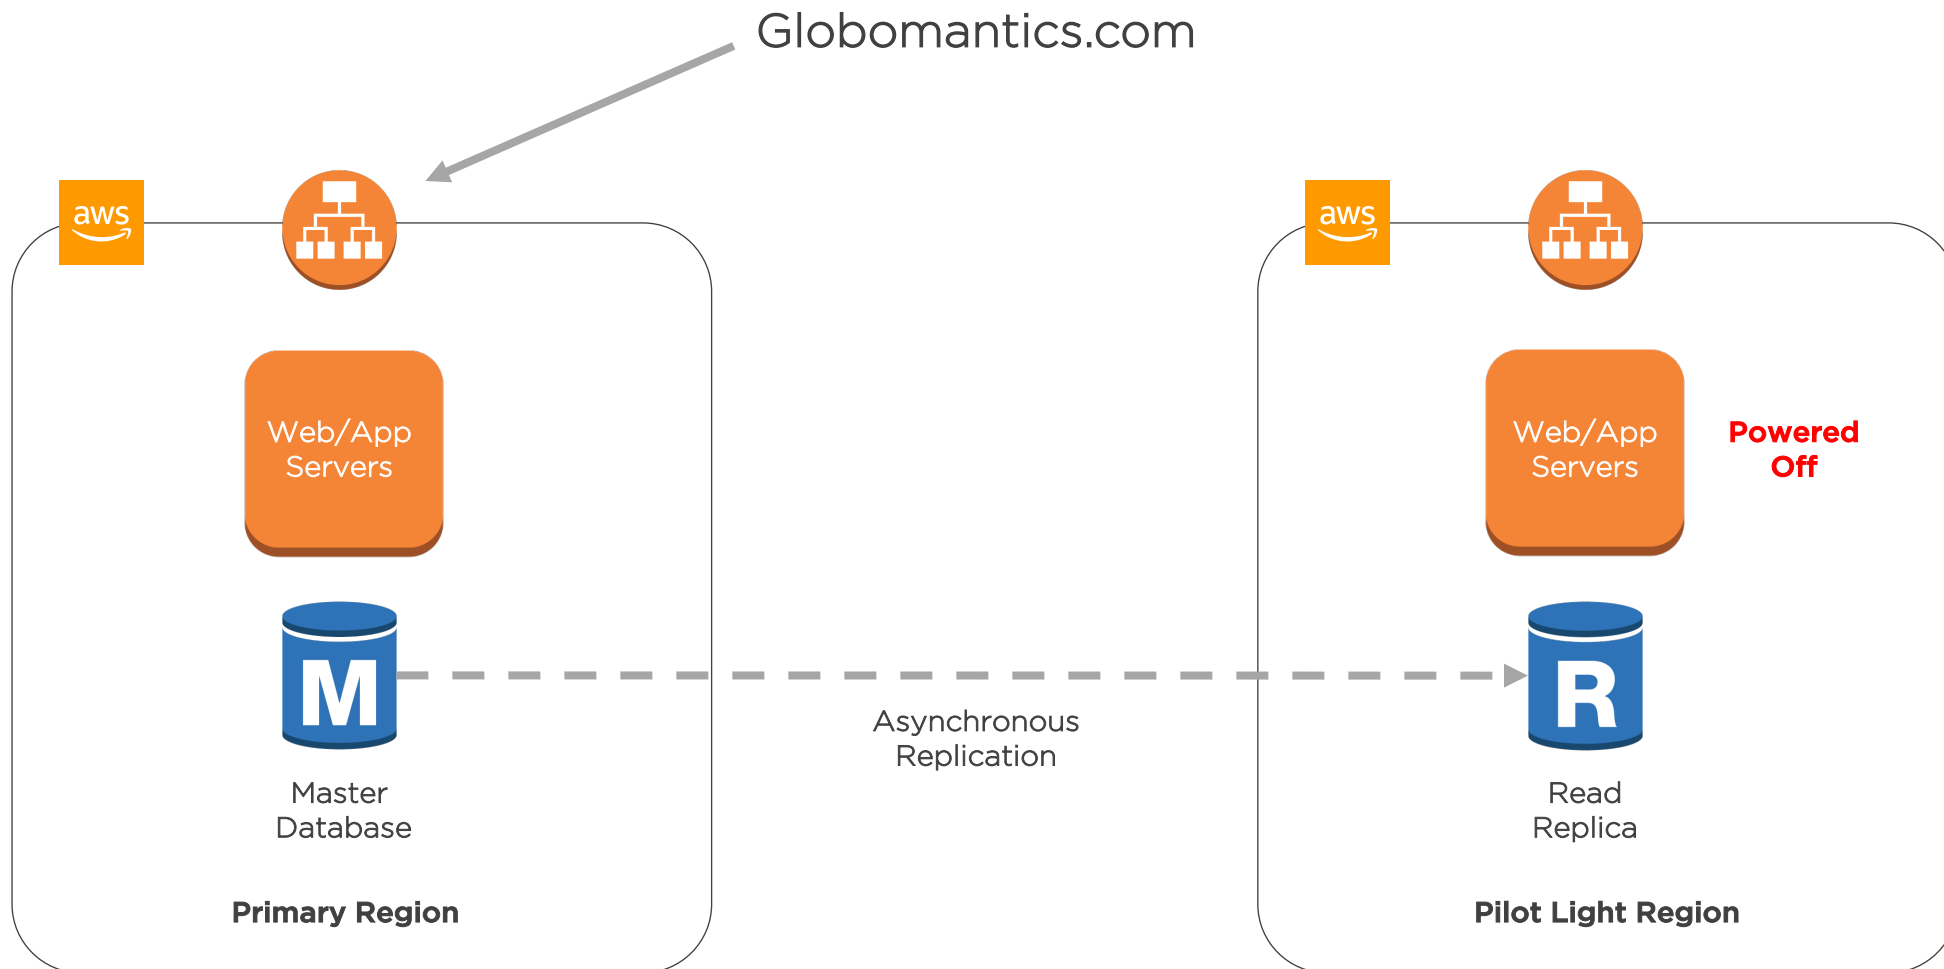 Globomantics.com
aws
aws
Web/App
Servers
Web/App
Servers
Powered
Off
M
R
Asynchronous
Replication
Master
Database
Read
Replica
Primary Region
Pilot Light Region